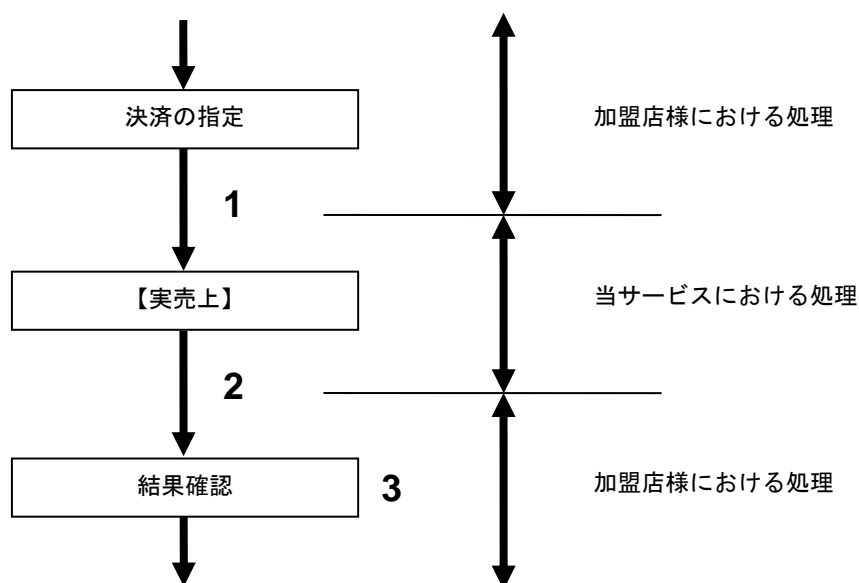 決済の指定
加盟店様における処理
1
【実売上】
当サービスにおける処理
2
結果確認
3
加盟店様における処理